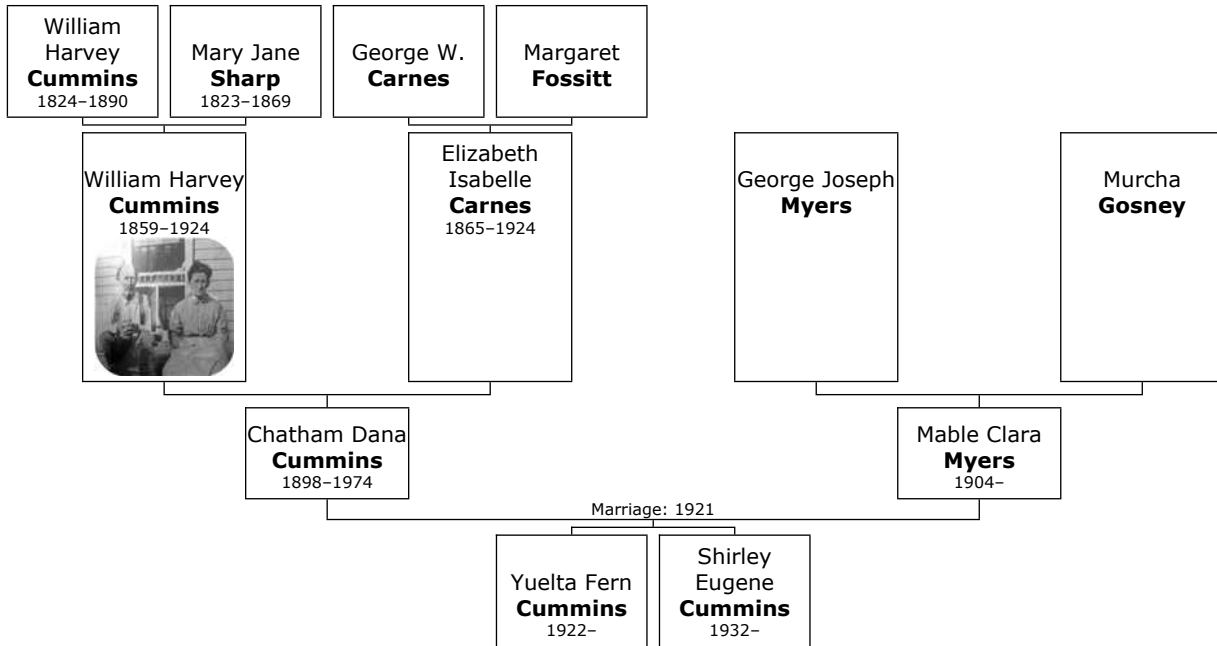 William
Harvey
Cummins
1824–1890
Mary Jane
Sharp
1823–1869
George W.
Carnes
Margaret
Fossitt
William Harvey
Cummins
1859–1924
Elizabeth
Isabelle
Carnes
1865–1924
George Joseph
Myers
Murcha
Gosney
Chatham Dana
Cummins
1898–1974
Mable Clara
Myers
1904–
Marriage: 1921
Yuelta Fern
Cummins
1922–
Shirley
Eugene
Cummins
1932–